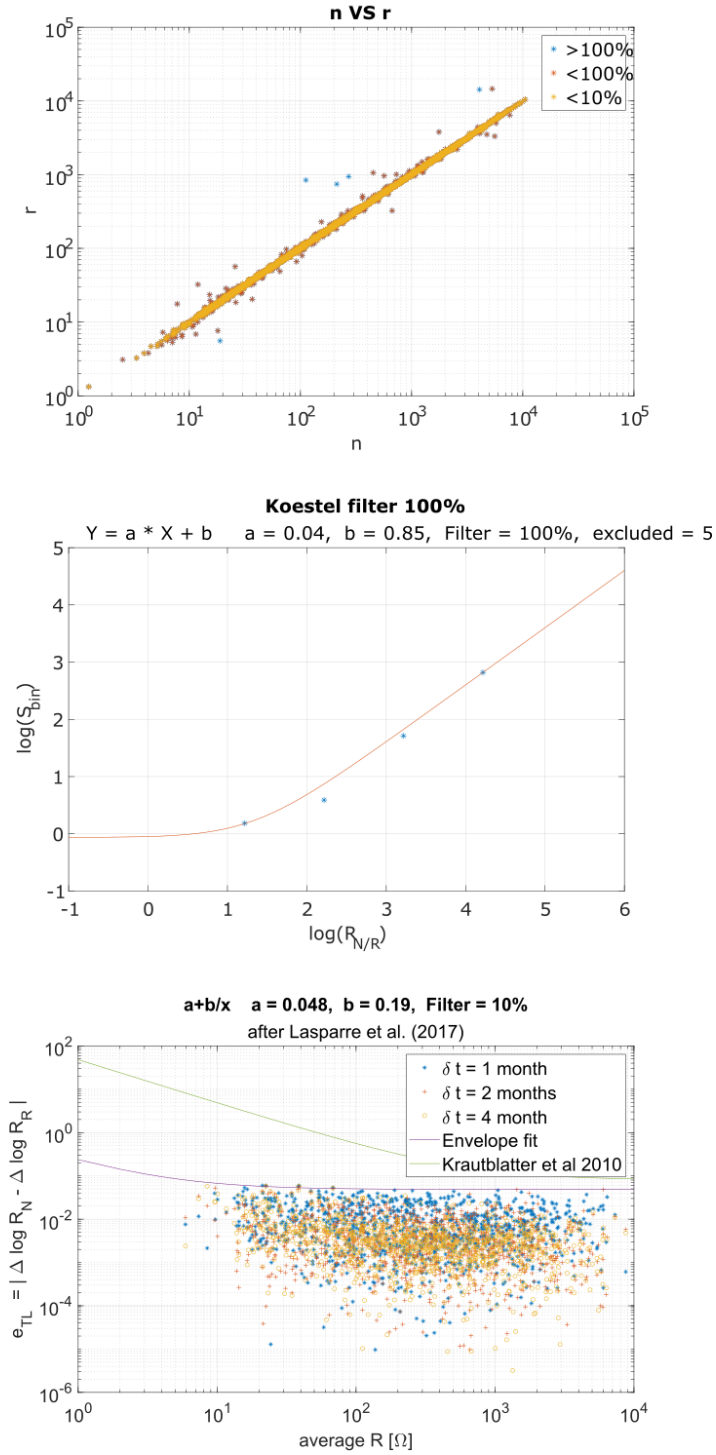 n VS r
10^5
10^4
10^3
10^2
10^1
10^0
r
>100%
<100%
<10%
10^0 10^1 10^2 10^3 10^4 10^5
n
Koestel filter 100%
Y = a * X + b a = 0.04, b = 0.85, Filter = 100%, excluded = 5
5
4
3
2
1
0
-1
log(S_bin)
-1 0 1 2 3 4 5 6
log(R_N/R)
a+b/x a = 0.048, b = 0.19, Filter = 10%
after Lasparre et al. (2017)
10^2
10^0
10^-2
10^-4
10^-6
e_TL = | Δ log R_N - Δ log R_R |
δ t = 1 month
δ t = 2 months
δ t = 4 month
Envelope fit
Krautblatter et al 2010
10^0 10^1 10^2 10^3 10^4
average R [Ω]